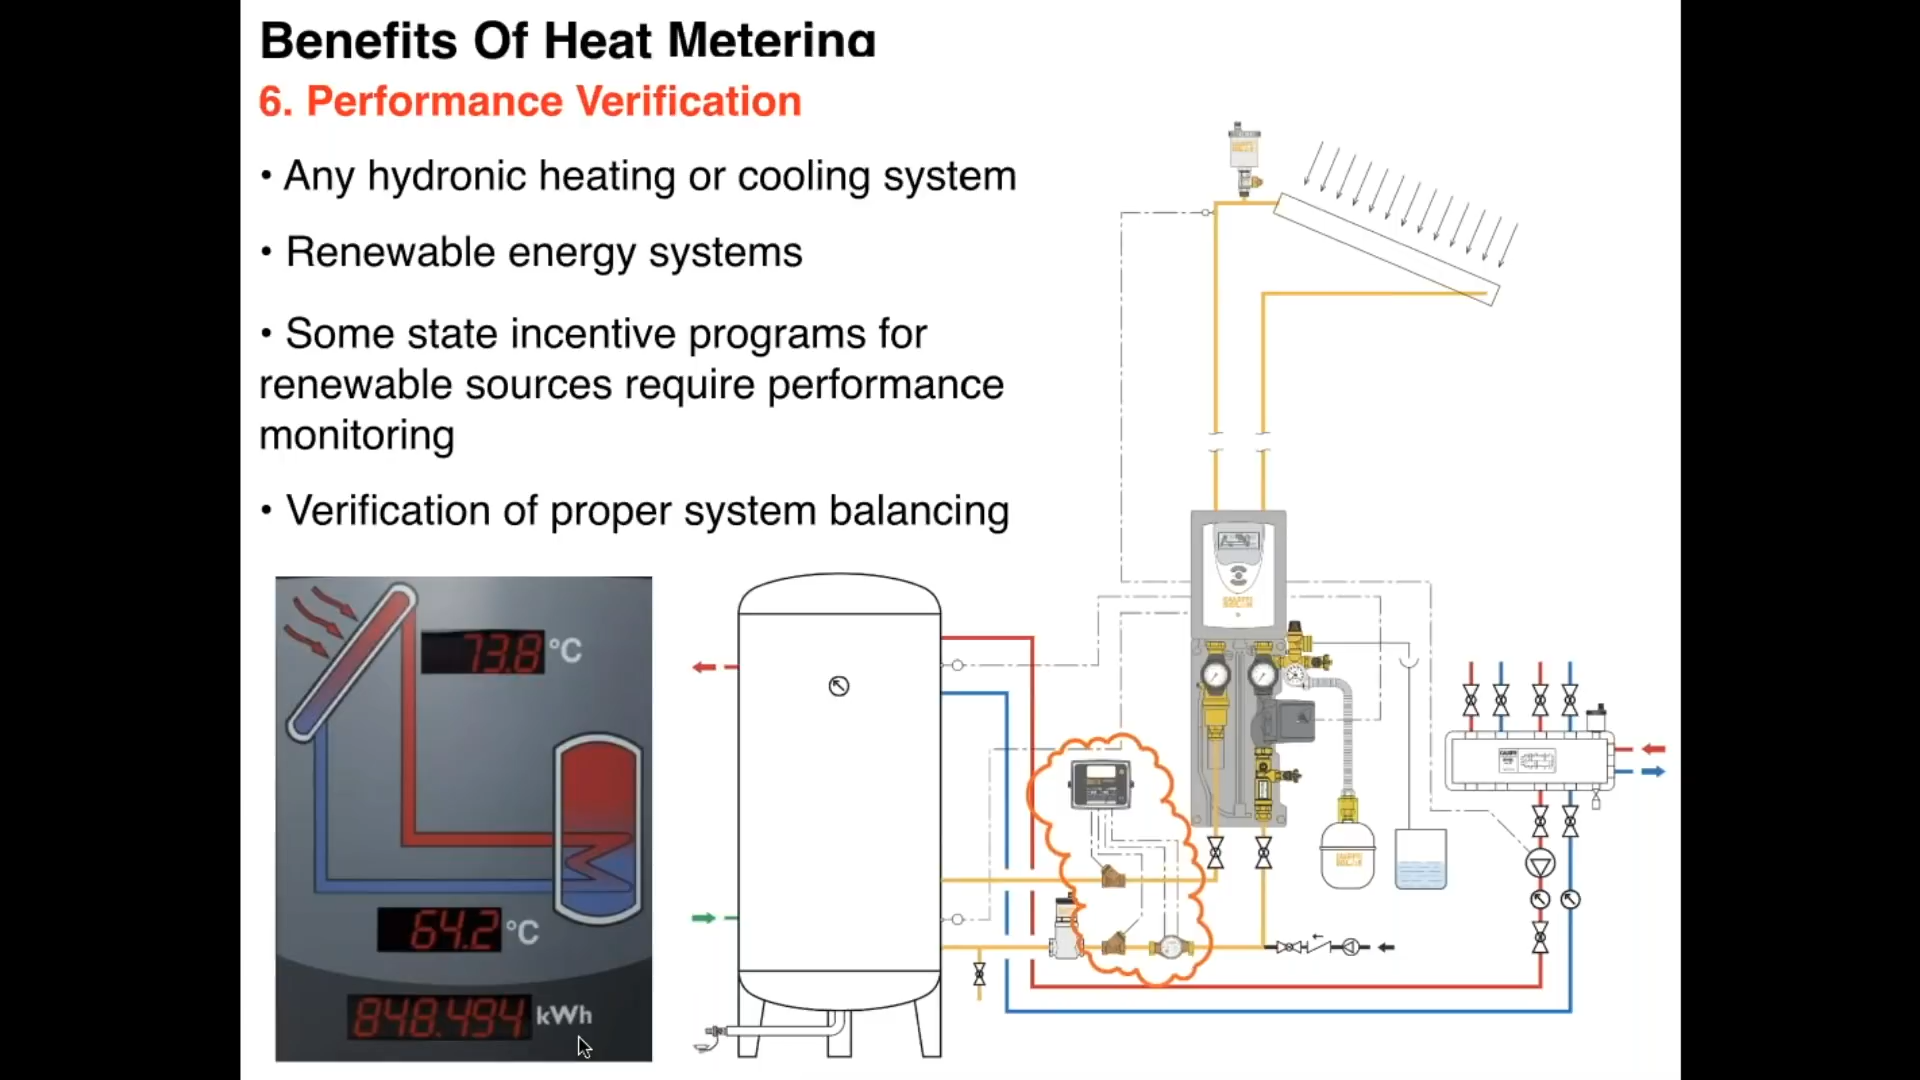 Benefits Of Heat Metering
6. Performance Verification
• Any hydronic heating or cooling system
• Renewable energy systems
• Some state incentive programs for
renewable sources require performance
monitoring
• Verification of proper system balancing
73.8 °C
64.2 °C
848.494 kWh